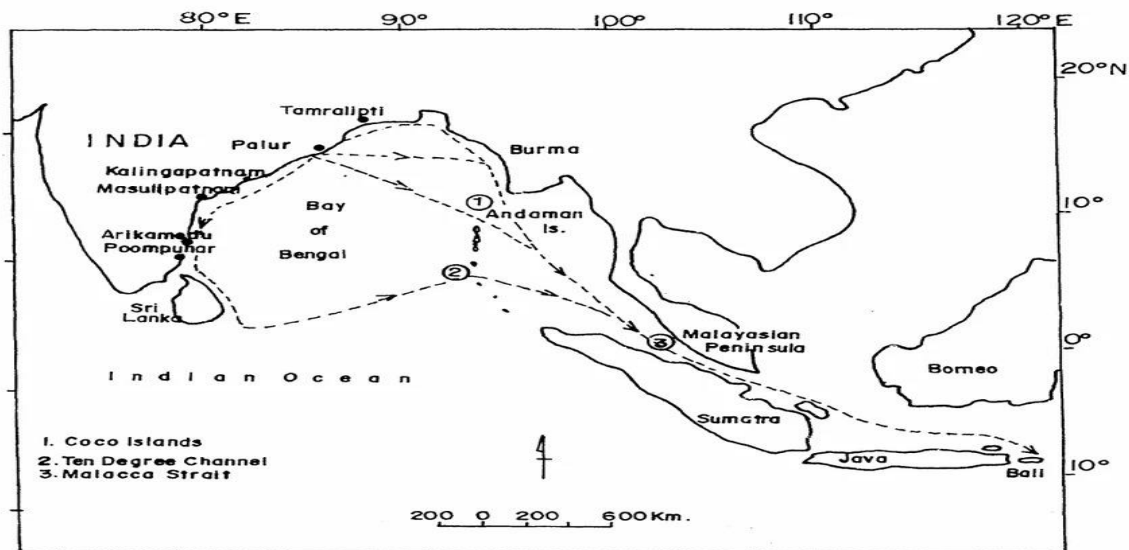 80°E 90° 100° 110° 120°E
20°N
Tamralipti
INDIA
Palur
Burma
Kalingapatnam
Masulipatnam
1
10°
Bay
of
Bengal
Andaman
Is.
Arikamedu
Poompuhar
2
Sri
Lanka
3
Malayasian
Peninsula
0°
Indian Ocean
Borneo
Sumatra
1. Coco Islands
2. Ten Degree Channel
3. Malacca Strait
Java
Bali
10°
200 0 200 600 Km.